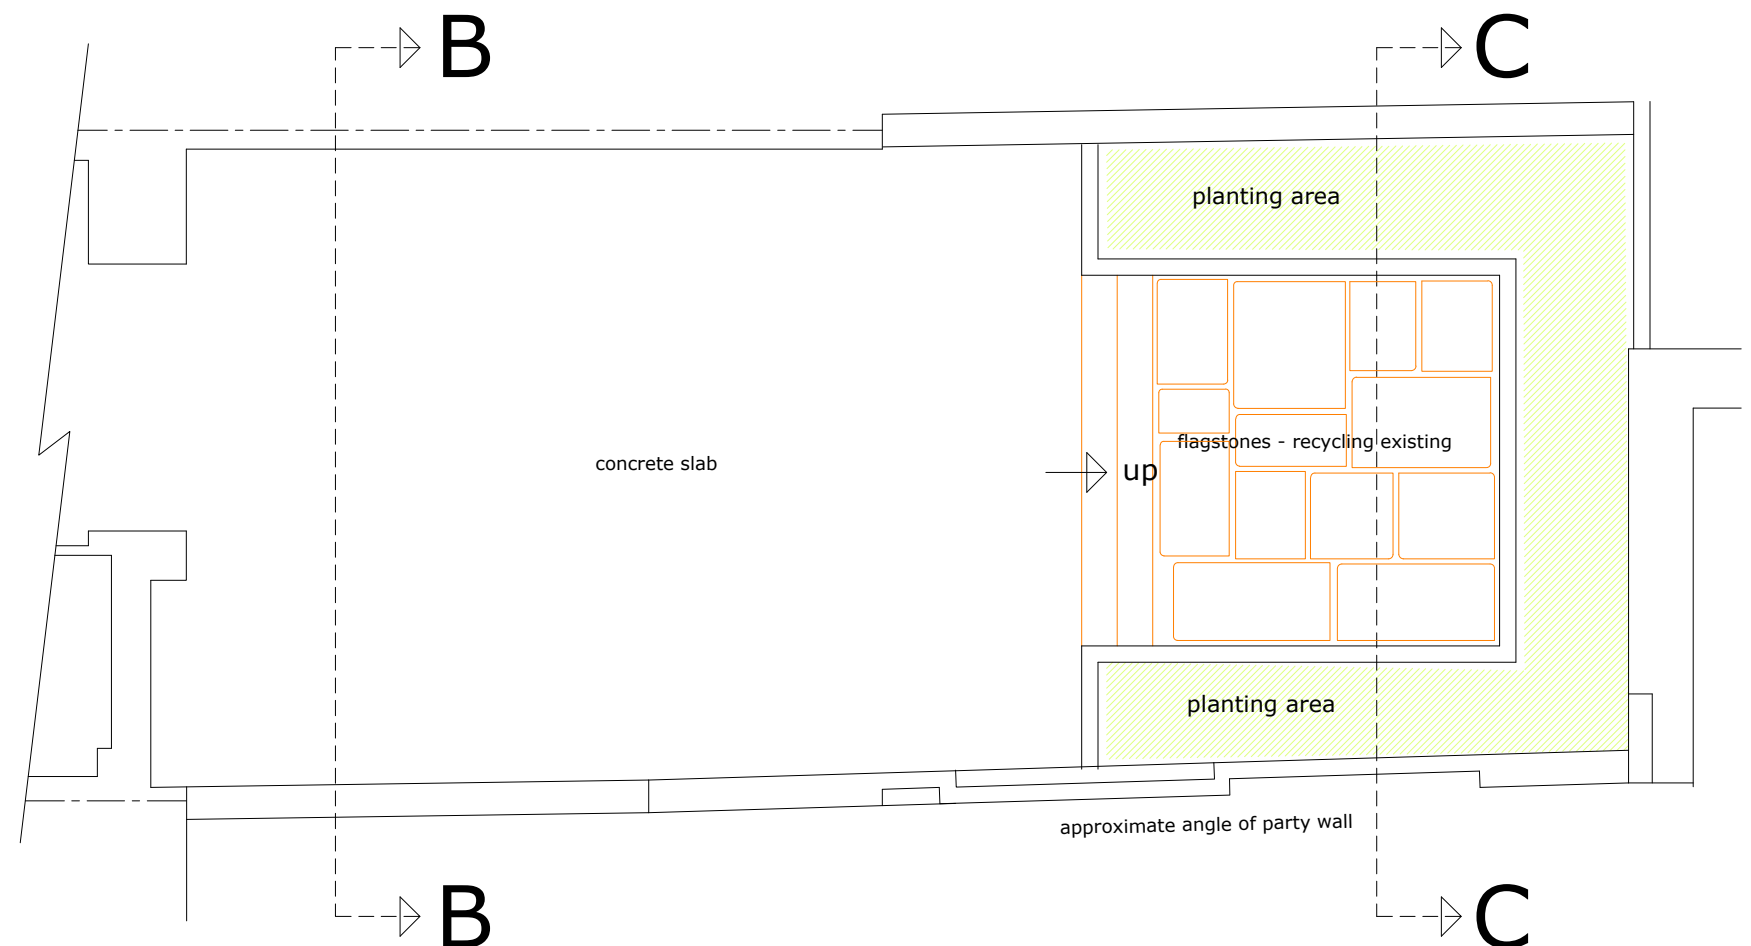 B
C
planting area
flagstones - recycling existing
concrete slab
up
planting area
approximate angle of party wall
B
C